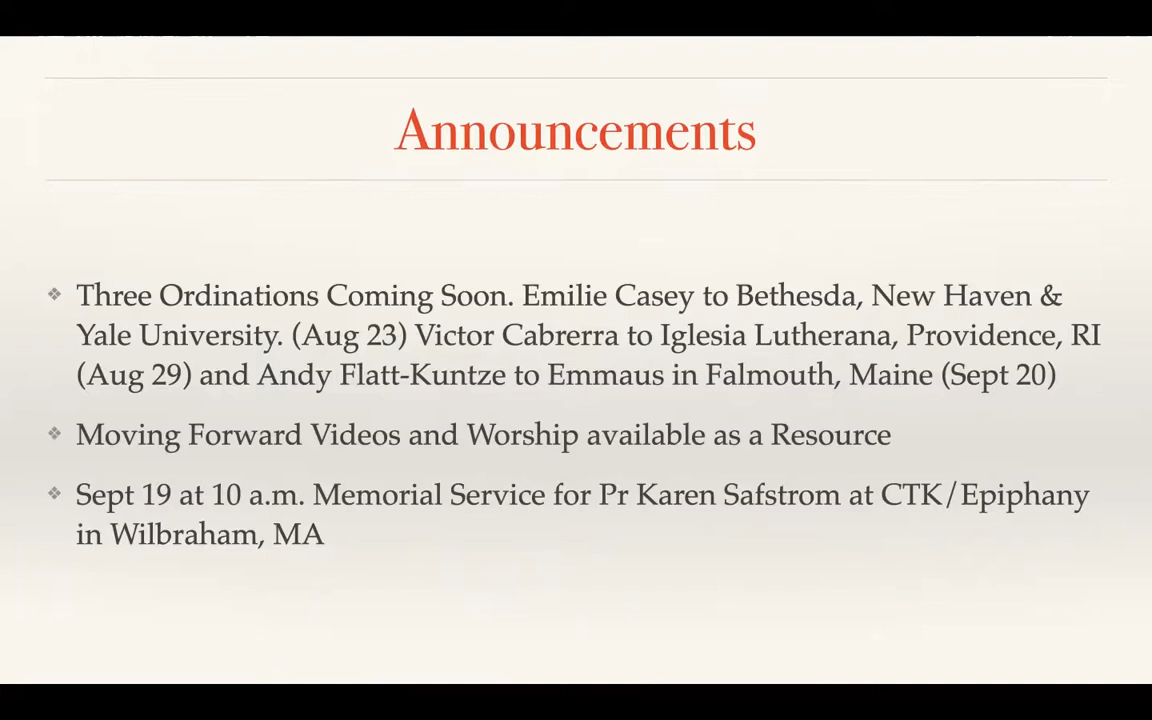 Announcements
Three Ordinations Coming Soon. Emilie Casey to Bethesda, New Haven &
Yale University. (Aug 23) Victor Cabrerra to Iglesia Lutherana, Providence, RI
(Aug 29) and Andy Flatt-Kuntze to Emmaus in Falmouth, Maine (Sept 20)
Moving Forward Videos and Worship available as a Resource
Sept 19 at 10 a.m. Memorial Service for Pr Karen Safstrom at CTK/Epiphany
in Wilbraham, MA